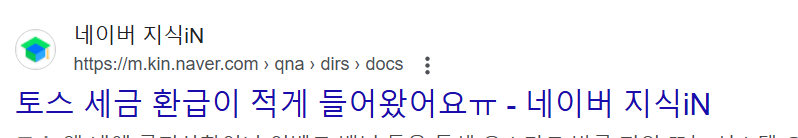 네이버 지식iN
https://m.kin.naver.com › qna › dirs › docs
토스 세금 환급이 적게 들어왔어요ㅠ - 네이버 지식iN